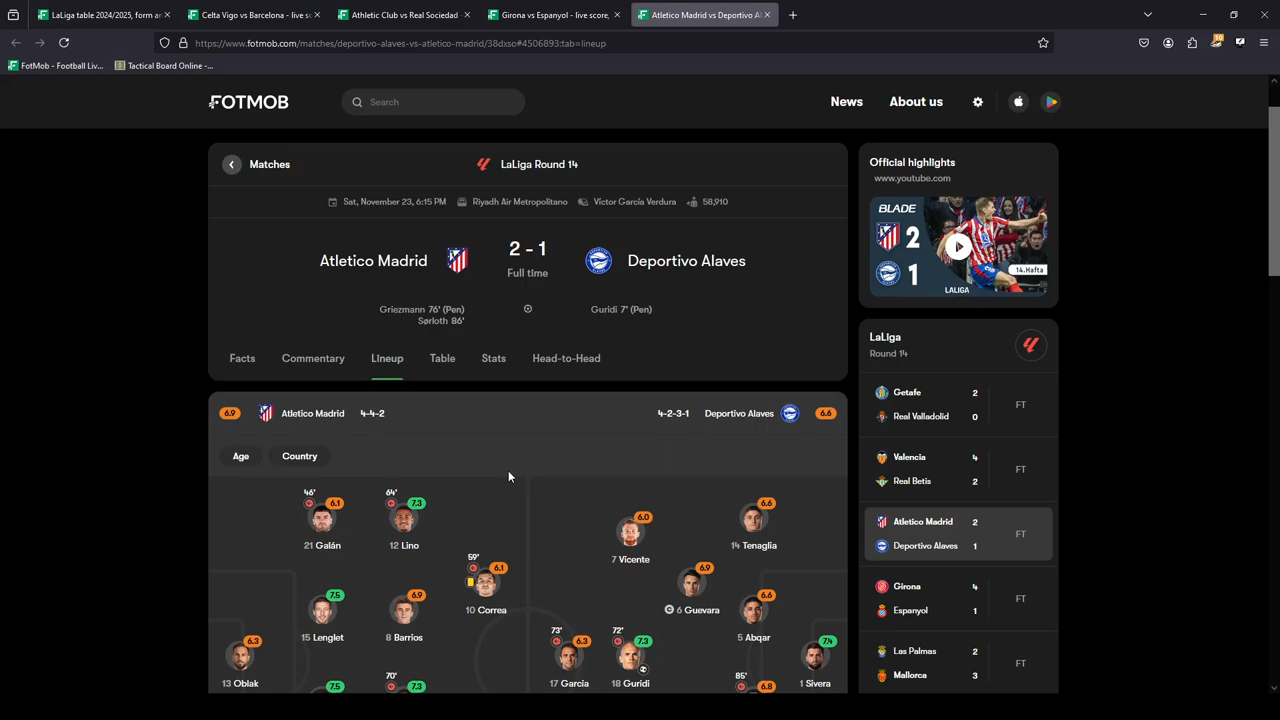 LaLiga table 2024/2025, form an
Celta Vigo vs Barcelona - live sc
Athletic Club vs Real Sociedad
Girona vs Espanyol - live score,
Atletico Madrid vs Deportivo Al
https://www.fotmob.com/matches/deportivo-alaves-vs-atletico-madrid/38dxso#4506893:tab=lineup
10
FotMob - Football Liv...
Tactical Board Online -...
FOTMOB
Search
News
About us
Matches
LaLiga Round 14
Sat, November 23, 6:15 PM
Riyadh Air Metropolitano
Víctor García Verdura
58,910
Atletico Madrid
2 - 1
Full time
Deportivo Alaves
Griezmann 76' (Pen)
Sørloth 86'
Guridi 7' (Pen)
Facts
Commentary
Lineup
Table
Stats
Head-to-Head
6.9
Atletico Madrid
4-4-2
4-2-3-1
Deportivo Alaves
6.6
Age
Country
46'
6.1
21 Galán
64'
7.3
12 Lino
59'
6.1
10 Correa
7.5
15 Lenglet
6.9
8 Barrios
6.3
13 Oblak
7.5
70'
7.3
6.0
7 Vicente
6.6
14 Tenaglia
6.9
C 6 Guevara
6.6
5 Abqar
73'
6.3
17 Garcia
72'
7.3
18 Guridi
7.4
1 Sivera
85'
6.8
Official highlights
www.youtube.com
BLADE
2
1
14.Hafta
LALIGA
LaLiga
Round 14
Getafe 2
Real Valladolid 0
FT
Valencia 4
Real Betis 2
FT
Atletico Madrid 2
Deportivo Alaves 1
FT
Girona 4
Espanyol 1
FT
Las Palmas 2
Mallorca 3
FT